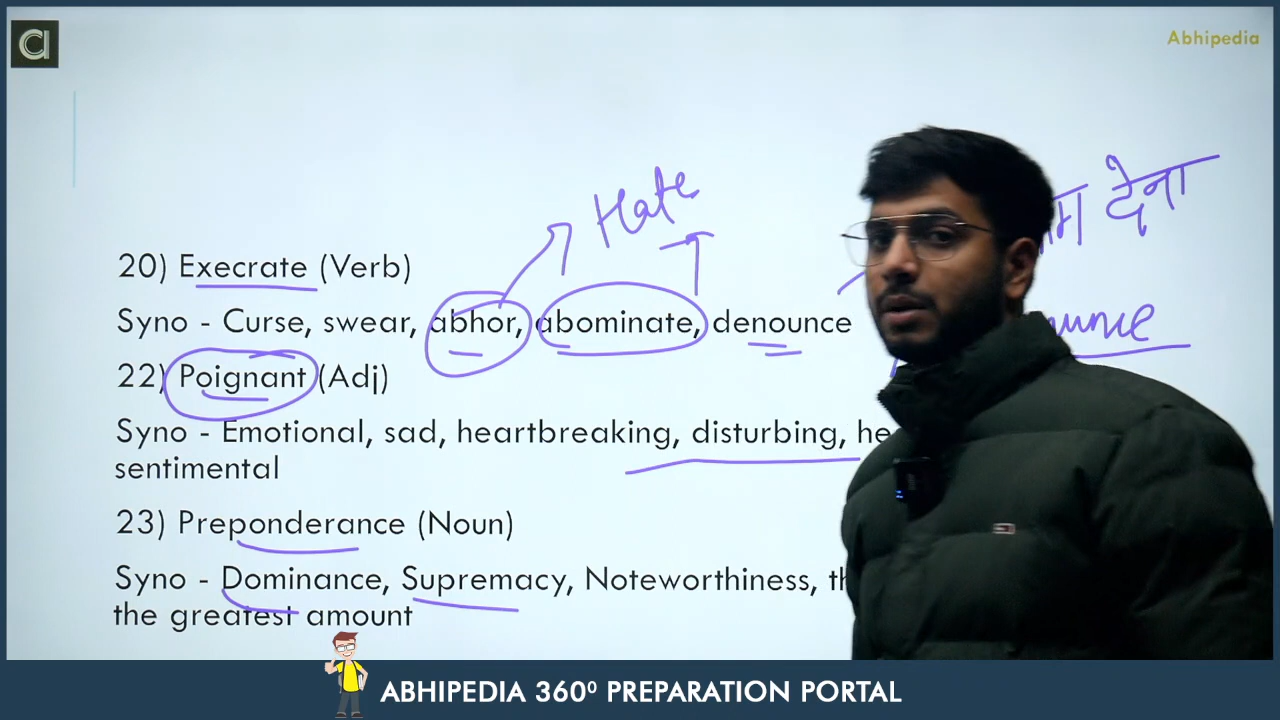 Abhipedia
Hate
देना
20) Execrate (Verb)
Syno - Curse, swear, abhor, abominate, denounce
22) Poignant (Adj)
Syno - Emotional, sad, heartbreaking, disturbing,
sentimental
23) Preponderance (Noun)
Syno - Dominance, Supremacy, Noteworthiness,
the greatest amount
ABHIPEDIA 360⁰ PREPARATION PORTAL